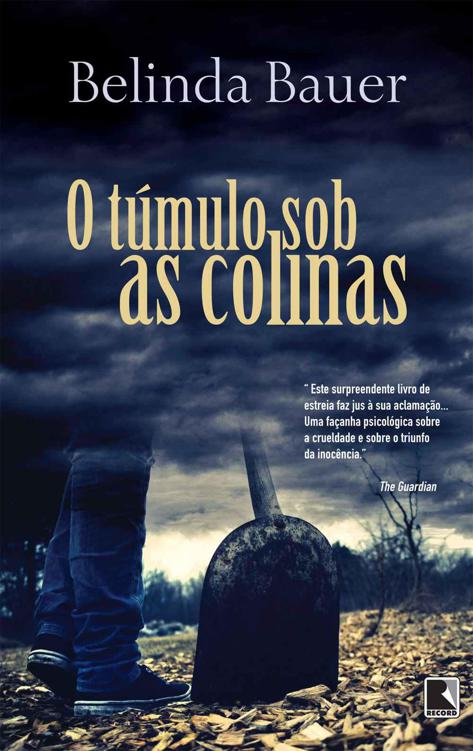 Belinda Bauer
O túmulo sob
as colinas
“ Este surpreendente livro de
estreia faz jus à sua aclamação...
Uma façanha psicológica sobre
a crueldade e sobre o triunfo
da inocência.”
The Guardian
R
RECORD